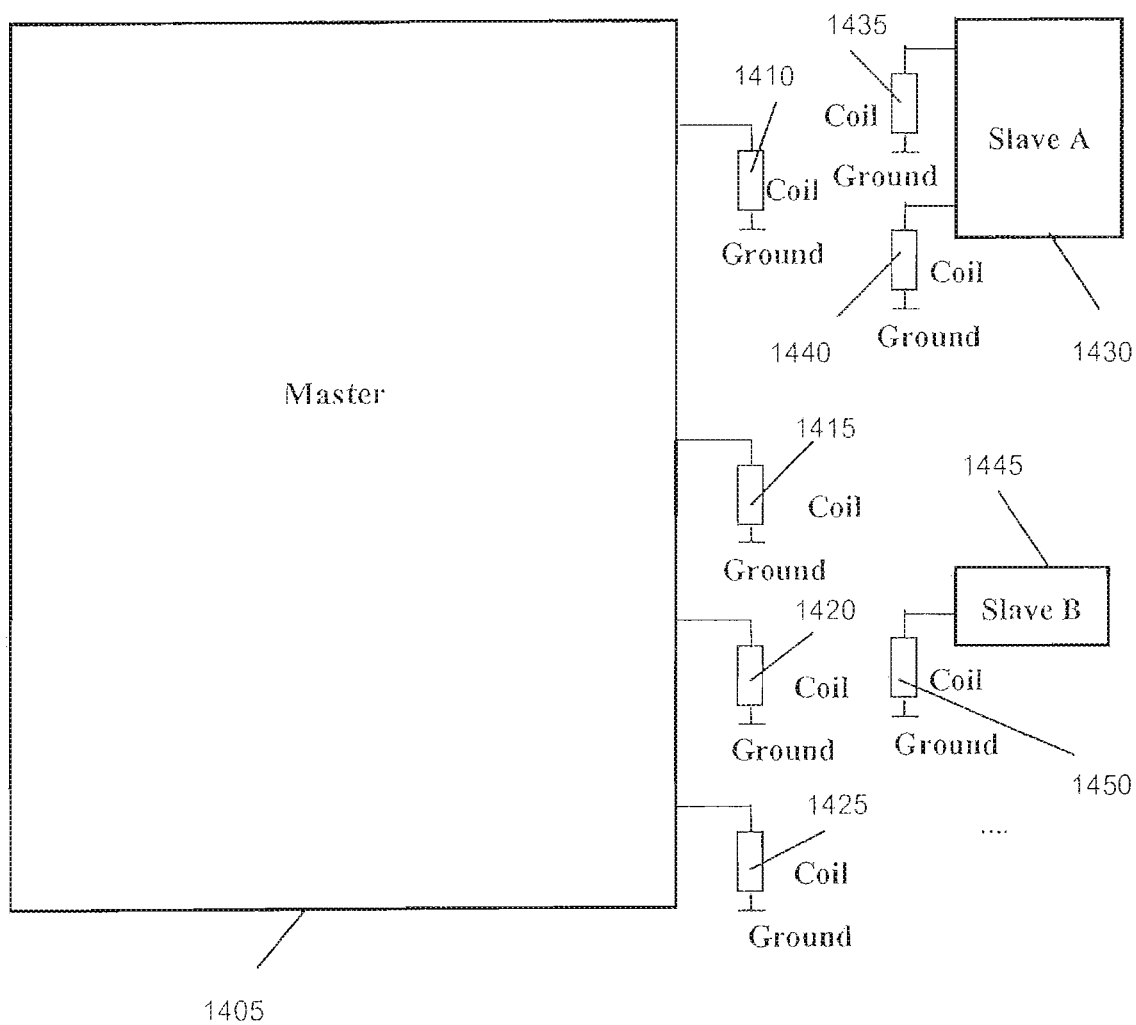 1435
1410
Coil
Slave A
Ground
Coil
Ground
Coil
Ground
1440
1430
Master
1415
1445
Coil
Ground
Slave B
1420
Coil
Coil
Ground
Ground
1450
1425
....
Coil
Ground
1405